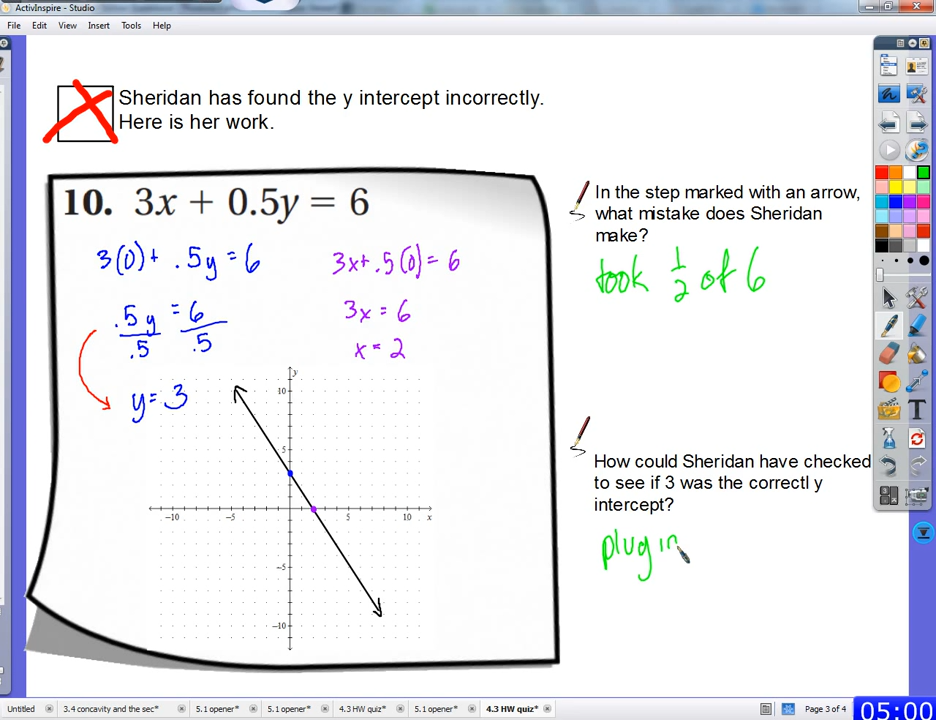 ActivInspire - Studio
File Edit View Insert Tools Help
Sheridan has found the y intercept incorrectly.
Here is her work.
10. 3x + 0.5y = 6
3(0) + .5y = 6
.5y = 6
.5 .5
y = 3
3x + .5(0) = 6
3x = 6
x = 2
y
10
5
-10 -5 5 10 x
-5
-10
In the step marked with an arrow,
what mistake does Sheridan
make?
took 1/2 of 6
How could Sheridan have checked
to see if 3 was the correctl y
intercept?
plug in
Untitled 3.4 concavity and the sec* 5.1 opener* 5.1 opener* 4.3 HW quiz* 5.1 opener* 4.3 HW quiz* Page 3 of 4
05:00